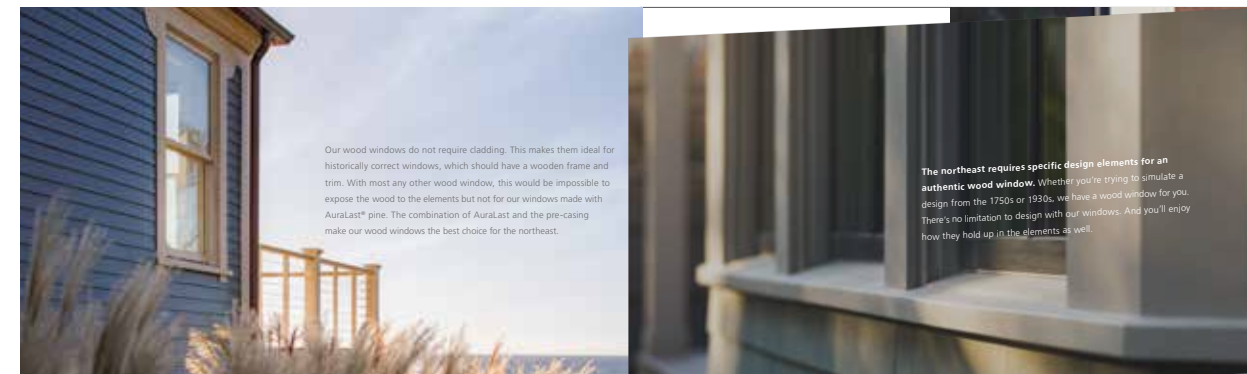 Our wood windows do not require cladding. This makes them ideal for
historically correct windows, which should have a wooden frame and
trim. With most any other wood window, this would be impossible to
expose the wood to the elements but not for our windows made with
AuraLast® pine. The combination of AuraLast and the pre-casing
make our wood windows the best choice for the northeast.
The northeast requires specific design elements for an
authentic wood window. Whether you're trying to simulate a
design from the 1750s or 1930s, we have a wood window for you.
There's no limitation to design with our windows. And you'll enjoy
how they hold up in the elements as well.